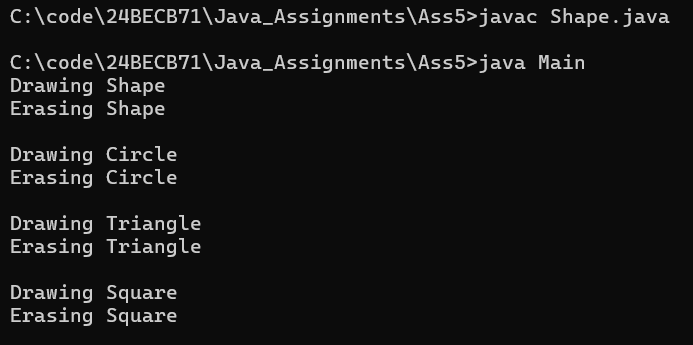 C:\code\24BECB71\Java_Assignments\Ass5>javac Shape.java
C:\code\24BECB71\Java_Assignments\Ass5>java Main
Drawing Shape
Erasing Shape
Drawing Circle
Erasing Circle
Drawing Triangle
Erasing Triangle
Drawing Square
Erasing Square